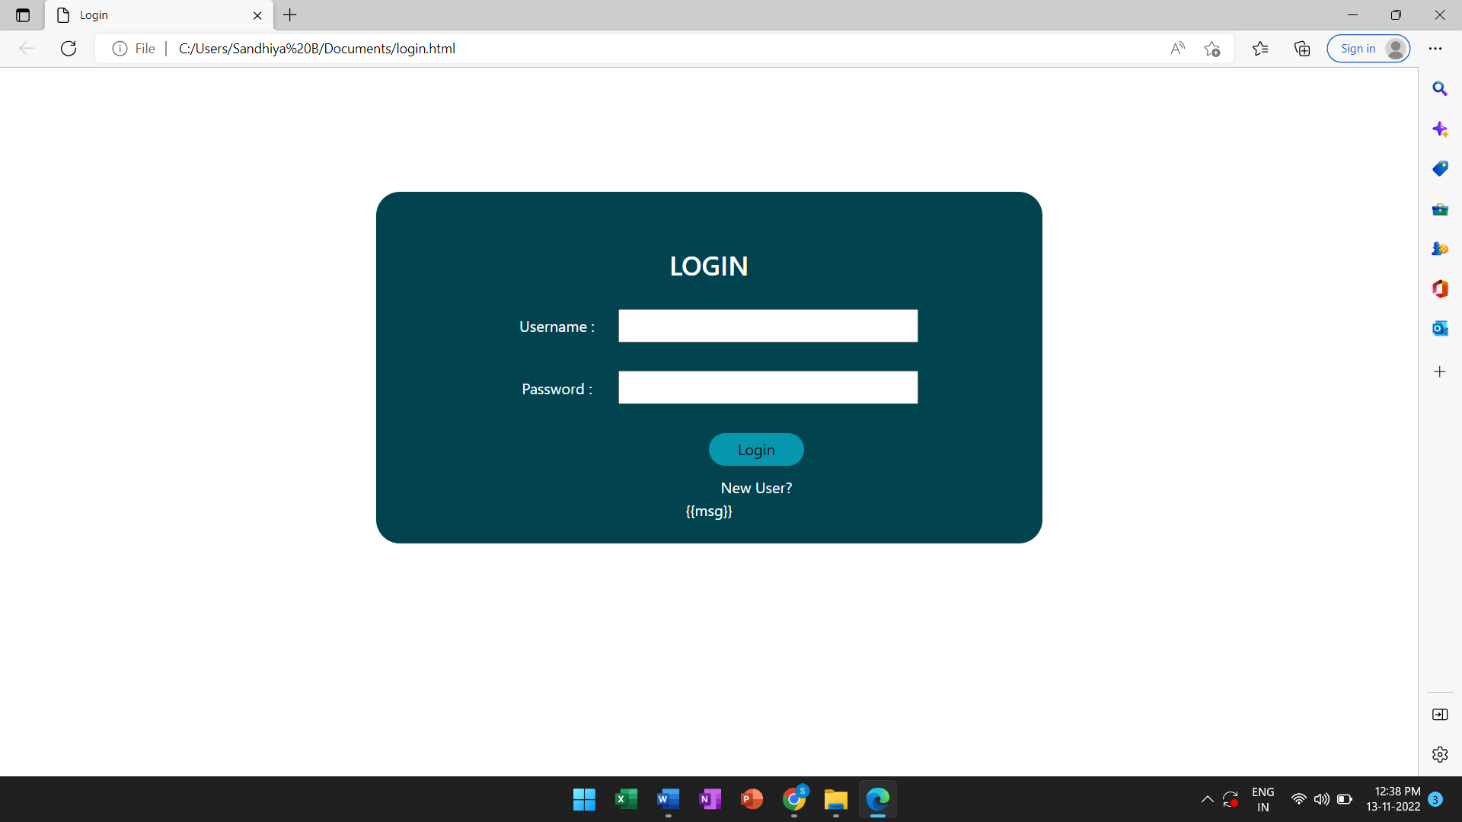 Login
File
C:/Users/Sandhiya%20B/Documents/login.html
Sign in
LOGIN
Username :
Password :
Login
New User?
{{msg}}
ENG
IN
12:38 PM
13-11-2022
3